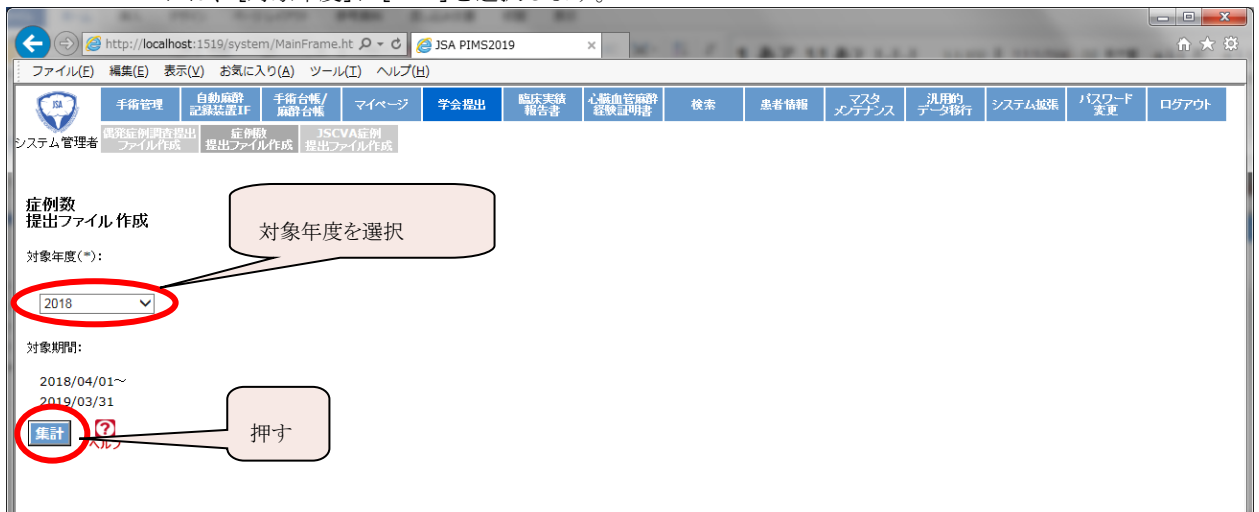 http://localhost:1519/system/MainFrame.ht
JSA PIMS2019
ファイル(F) 編集(E) 表示(V) お気に入り(A) ツール(T) ヘルプ(H)
JSA
システム管理者
手術管理
自動麻酔
記録装置IF
手術台帳/
麻酔台帳
マイページ
学会提出
臨床実績
報告書
心臓血管麻酔
経験証明書
検索
患者情報
マスタ
メンテナンス
汎用的
データ移行
システム拡張
パスワード
変更
ログアウト
偶発症例調査提出
ファイル作成
症例数
提出ファイル作成
JSCVA症例
提出ファイル作成
症例数
提出ファイル作成
対象年度を選択
対象年度(*):
2018
対象期間:
2018/04/01~
2019/03/31
集計
ヘルプ
押す